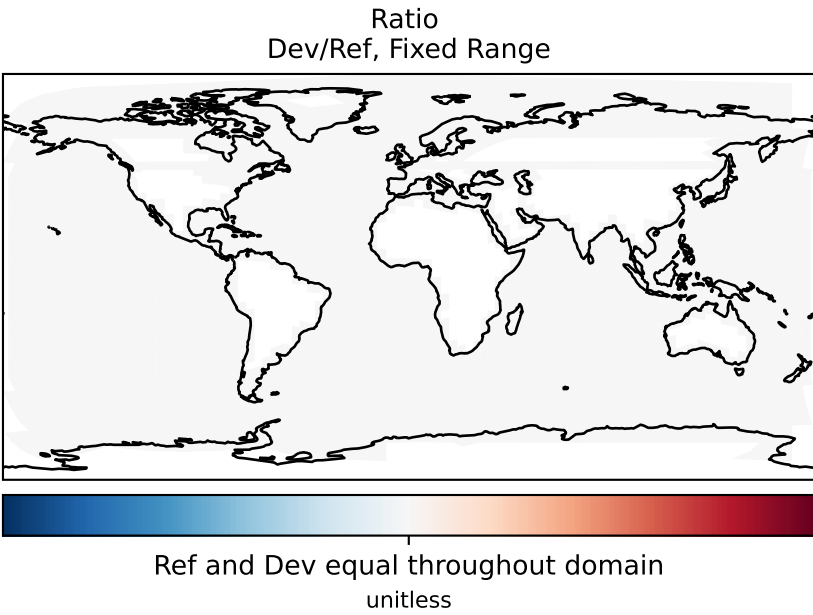 Ratio
Dev/Ref, Fixed Range
Ref and Dev equal throughout domain
unitless